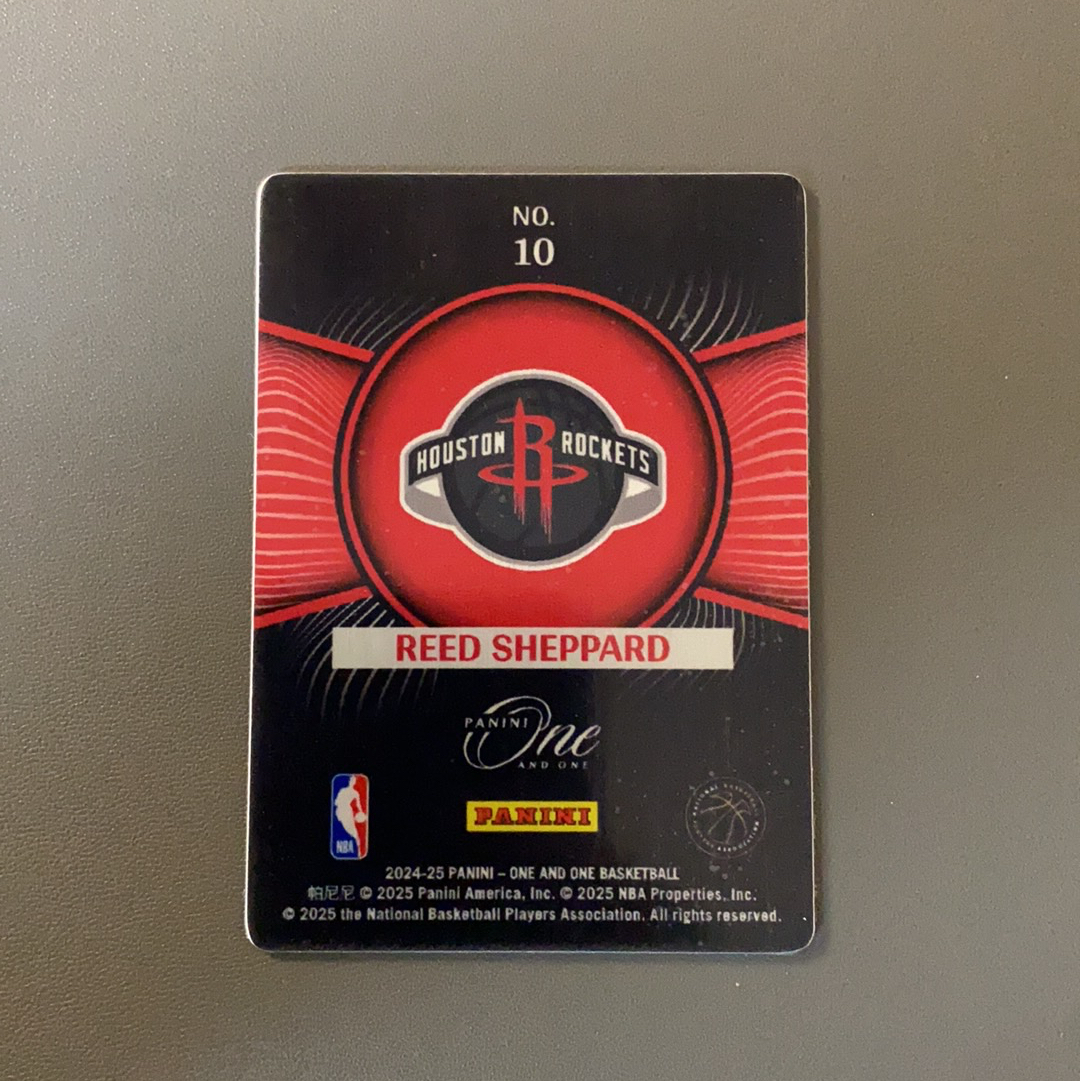 NO.
10
HOUSTON R ROCKETS
REED SHEPPARD
PANINI One
AND ONE
NBA
PANINI
2024-25 PANINI – ONE AND ONE BASKETBALL
帕尼尼 © 2025 Panini America, Inc. © 2025 NBA Properties, Inc.
© 2025 the National Basketball Players Association. All rights reserved.